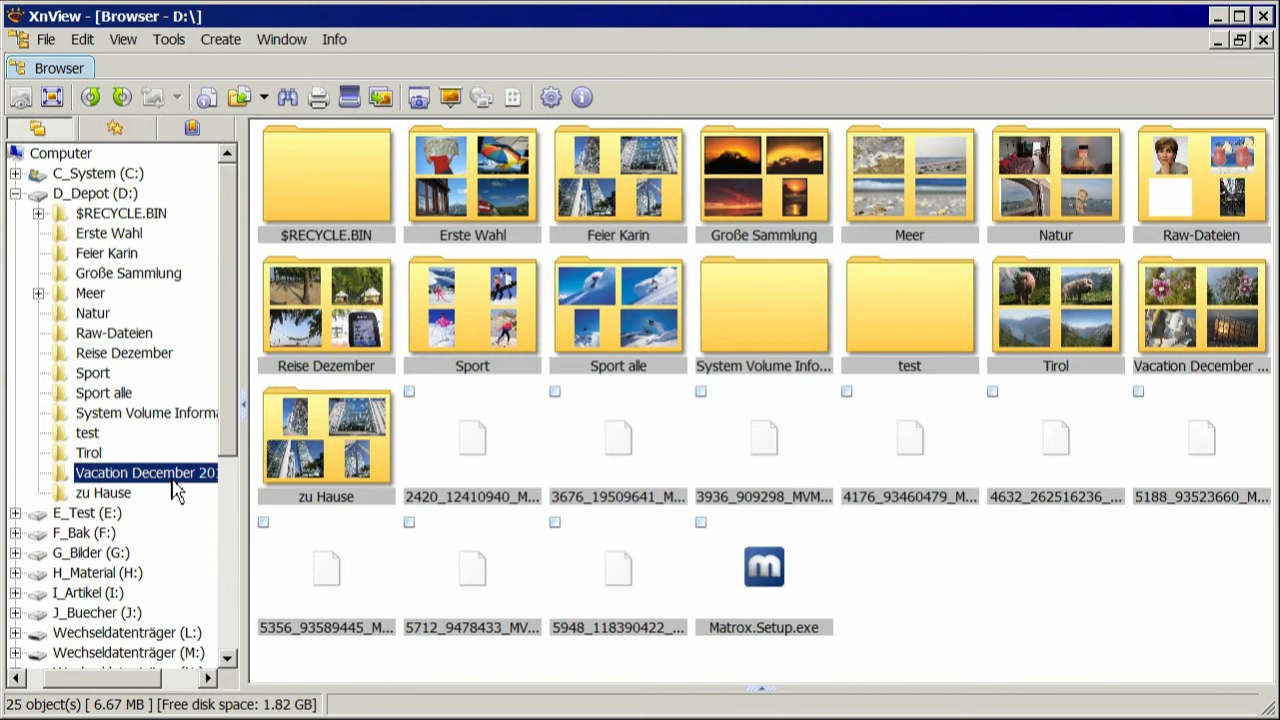 XnView - [Browser - D:\]
File Edit View Tools Create Window Info
Browser
Computer
C_System (C:)
D_Depot (D:)
$RECYCLE.BIN
Erste Wahl
Feier Karin
Große Sammlung
Meer
Natur
Raw-Dateien
Reise Dezember
Sport
Sport alle
System Volume Informa
test
Tirol
Vacation December 20
zu Hause
E_Test (E:)
F_Bak (F:)
G_Bilder (G:)
H_Material (H:)
I_Artikel (I:)
J_Buecher (J:)
Wechseldatenträger (L:)
Wechseldatenträger (M:)
$RECYCLE.BIN Erste Wahl Feier Karin Große Sammlung Meer Natur Raw-Dateien
Reise Dezember Sport Sport alle System Volume Info... test Tirol Vacation December ...
zu Hause 2420_12410940_M... 3676_19509641_M... 3936_909298_MVM... 4176_93460479_M... 4632_262516236_... 5188_93523660_M...
5356_93589445_M... 5712_9478433_MV... 5948_118390422_... Matrox.Setup.exe
25 object(s) [ 6.67 MB ] [Free disk space: 1.82 GB]